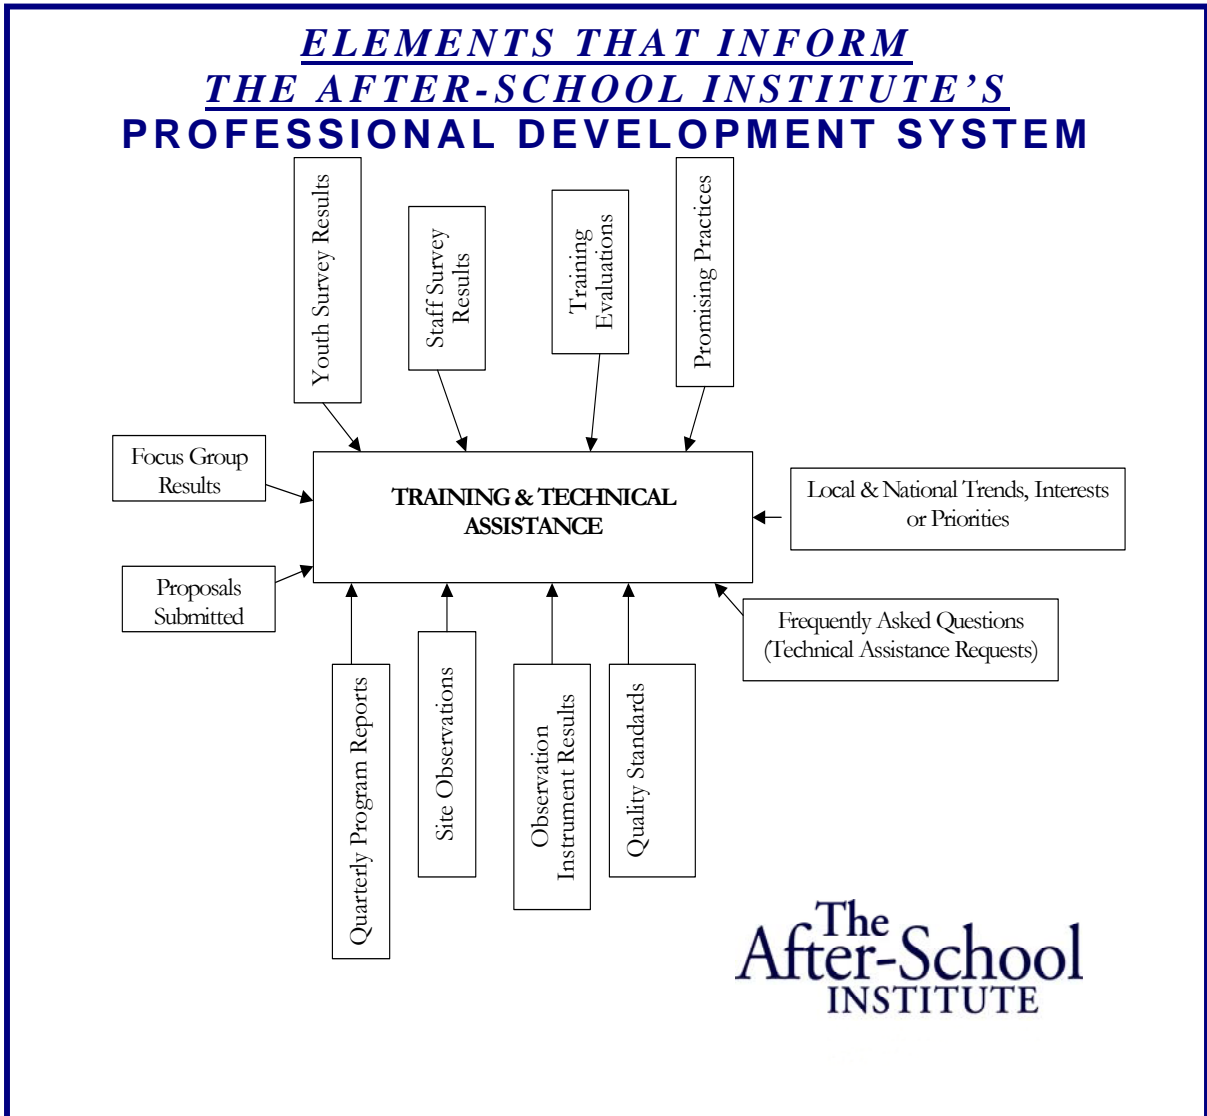 ELEMENTS THAT INFORM
THE AFTER-SCHOOL INSTITUTE’S
PROFESSIONAL DEVELOPMENT SYSTEM
Youth Survey Results
Staff Survey
Results
Training
Evaluations
Promising Practices
Focus Group
Results
TRAINING & TECHNICAL
ASSISTANCE
Local & National Trends, Interests
or Priorities
Proposals
Submitted
Frequently Asked Questions
(Technical Assistance Requests)
Quarterly Program Reports
Site Observations
Observation
Instrument Results
Quality Standards
The
After-School
INSTITUTE